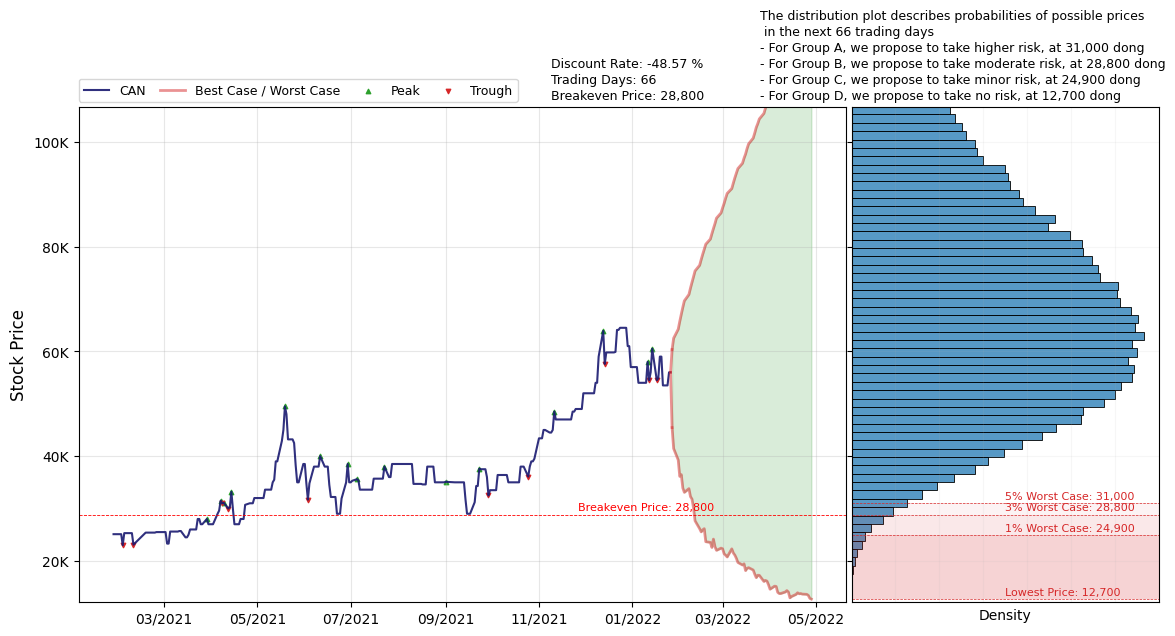 The distribution plot describes probabilities of possible prices
in the next 66 trading days
- For Group A, we propose to take higher risk, at 31,000 dong
- For Group B, we propose to take moderate risk, at 28,800 dong
- For Group C, we propose to take minor risk, at 24,900 dong
- For Group D, we propose to take no risk, at 12,700 dong
Discount Rate: -48.57 %
Trading Days: 66
Breakeven Price: 28,800
CAN
Best Case / Worst Case
Peak
Trough
Stock Price
100K
80K
60K
40K
20K
Breakeven Price: 28,800
03/2021
05/2021
07/2021
09/2021
11/2021
01/2022
03/2022
05/2022
5% Worst Case: 31,000
3% Worst Case: 28,800
1% Worst Case: 24,900
Lowest Price: 12,700
Density